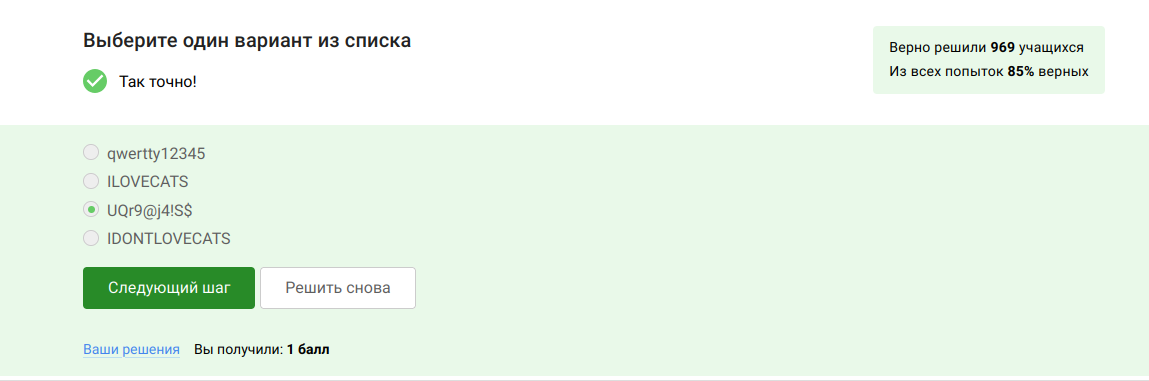 Выберите один вариант из списка
Верно решили 969 учащихся
Из всех попыток 85% верных
Так точно!
qwertty12345
ILOVECATS
UQr9@j4!S$
IDONTLOVECATS
Следующий шаг
Решить снова
Ваши решения Вы получили: 1 балл